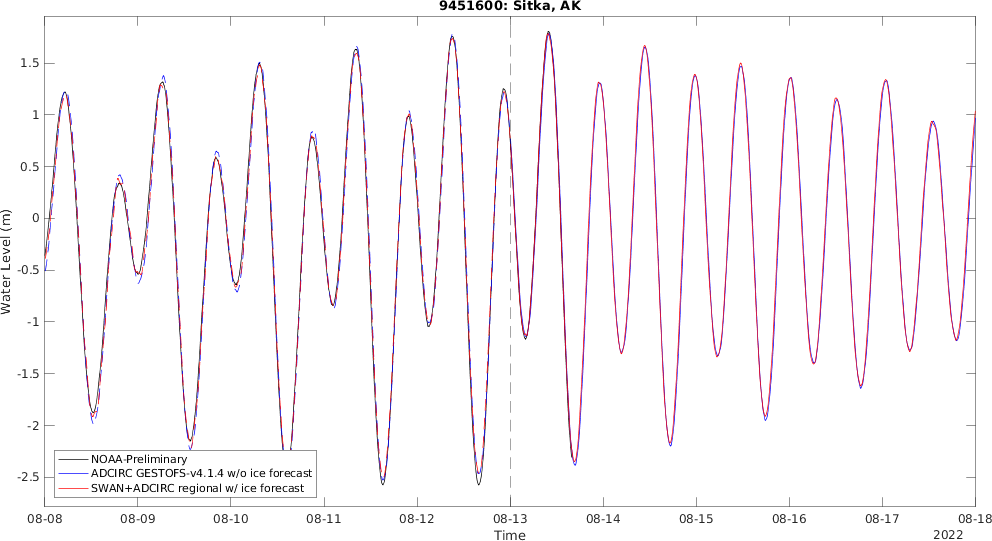 9451600: Sitka, AK
Water Level (m)
1.5
1
0.5
0
-0.5
-1
-1.5
-2
-2.5
NOAA-Preliminary
ADCIRC GESTOFS-v4.1.4 w/o ice forecast
SWAN+ADCIRC regional w/ ice forecast
08-08 08-09 08-10 08-11 08-12 08-13 08-14 08-15 08-16 08-17 08-18
Time
2022